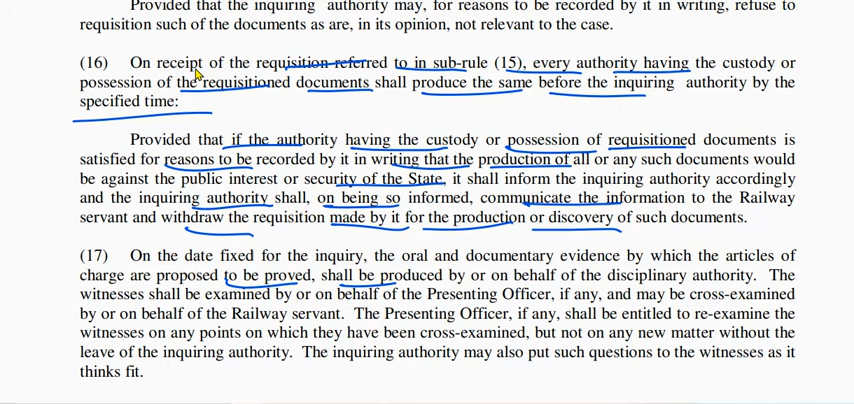 Provided that the inquiring authority may, for reasons to be recorded by it in writing, refuse to
requisition such of the documents as are, in its opinion, not relevant to the case.
(16) On receipt of the requisition referred to in sub-rule (15), every authority having the custody or
possession of the requisitioned documents shall produce the same before the inquiring authority by the
specified time:
Provided that if the authority having the custody or possession of requisitioned documents is
satisfied for reasons to be recorded by it in writing that the production of all or any such documents would
be against the public interest or security of the State, it shall inform the inquiring authority accordingly
and the inquiring authority shall, on being so informed, communicate the information to the Railway
servant and withdraw the requisition made by it for the production or discovery of such documents.
(17) On the date fixed for the inquiry, the oral and documentary evidence by which the articles of
charge are proposed to be proved, shall be produced by or on behalf of the disciplinary authority. The
witnesses shall be examined by or on behalf of the Presenting Officer, if any, and may be cross-examined
by or on behalf of the Railway servant. The Presenting Officer, if any, shall be entitled to re-examine the
witnesses on any points on which they have been cross-examined, but not on any new matter without the
leave of the inquiring authority. The inquiring authority may also put such questions to the witnesses as it
thinks fit.